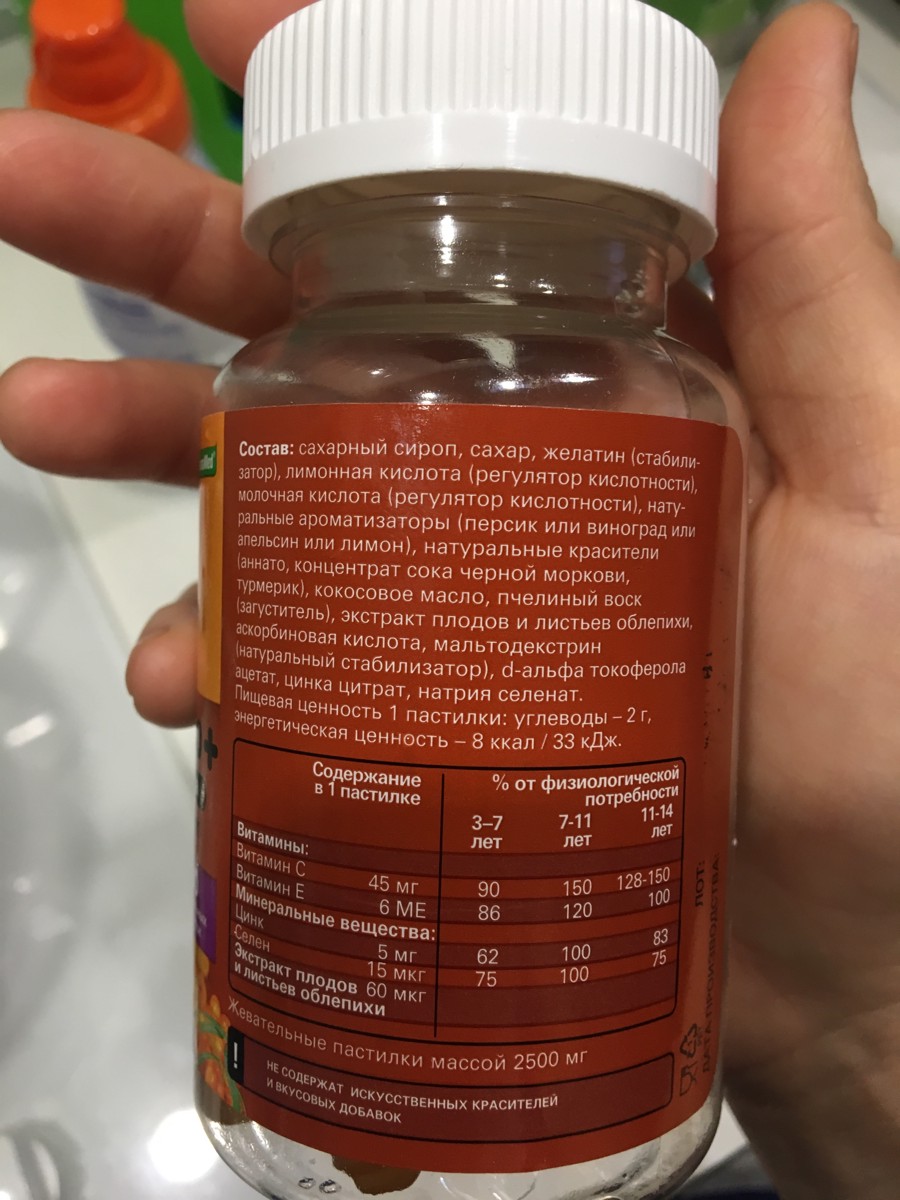 Состав: сахарный сироп, сахар, желатин (стабили-
затор), лимонная кислота (регулятор кислотности),
молочная кислота (регулятор кислотности), нату-
ральные ароматизаторы (персик или виноград или
апельсин или лимон), натуральные красители
(аннато, концентрат сока черной моркови,
турмерик), кокосовое масло, пчелиный воск
(загуститель), экстракт плодов и листьев облепихи,
аскорбиновая кислота, мальтодекстрин
(натуральный стабилизатор), d-альфа токоферола
ацетат, цинка цитрат, натрия селенат.
Пищевая ценность 1 пастилки: углеводы – 2 г,
энергетическая ценность – 8 ккал / 33 кДж.
Содержание
в 1 пастилке
% от физиологической
потребности
3–7
лет
7-11
лет
11-14
лет
Витамины:
Витамин С 45 мг 90 150 128-150
Витамин Е 6 МЕ 86 120 100
Минеральные вещества:
Цинк 5 мг 62 100 83
Селен 15 мкг 75 100 75
Экстракт плодов 60 мкг
и листьев облепихи
Жевательные пастилки массой 2500 мг
!
НЕ СОДЕРЖАТ ИСКУССТВЕННЫХ КРАСИТЕЛЕЙ
И ВКУСОВЫХ ДОБАВОК
ЛОТ:
ДАТА ПРОИЗВОДСТВА: